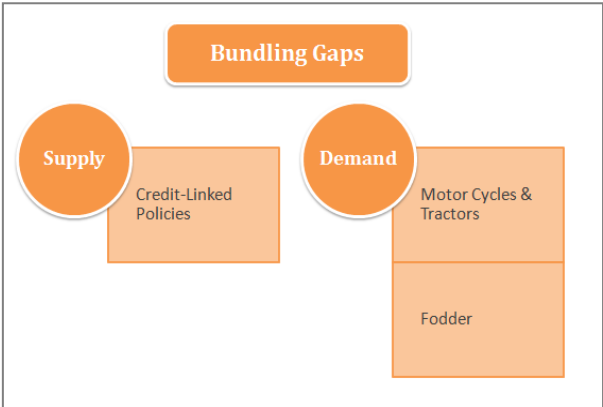 Bundling Gaps
Supply
Credit-Linked
Policies
Demand
Motor Cycles &
Tractors
Fodder